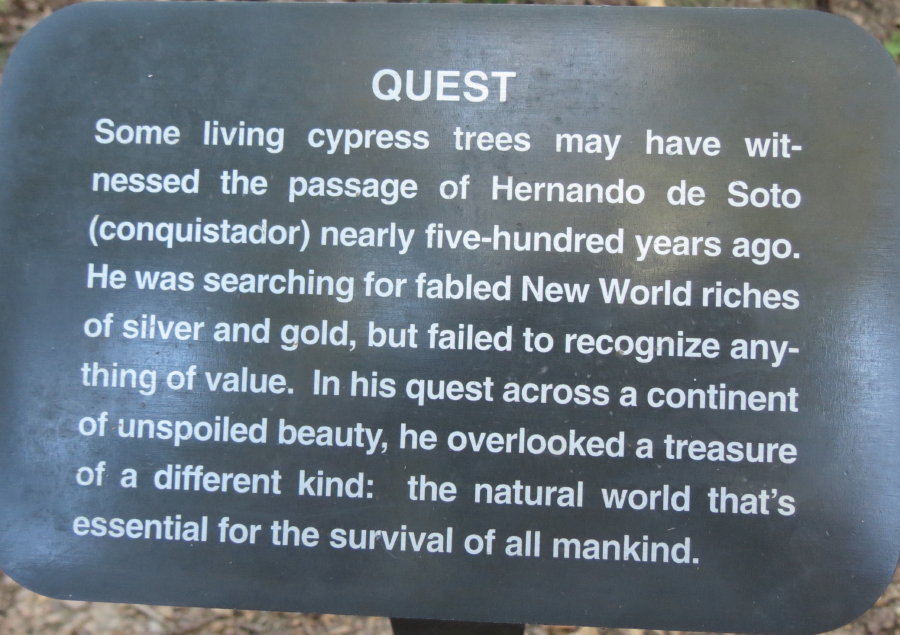 QUEST
Some living cypress trees may have wit-
nessed the passage of Hernando de Soto
(conquistador) nearly five-hundred years ago.
He was searching for fabled New World riches
of silver and gold, but failed to recognize any-
thing of value. In his quest across a continent
of unspoiled beauty, he overlooked a treasure
of a different kind: the natural world that's
essential for the survival of all mankind.